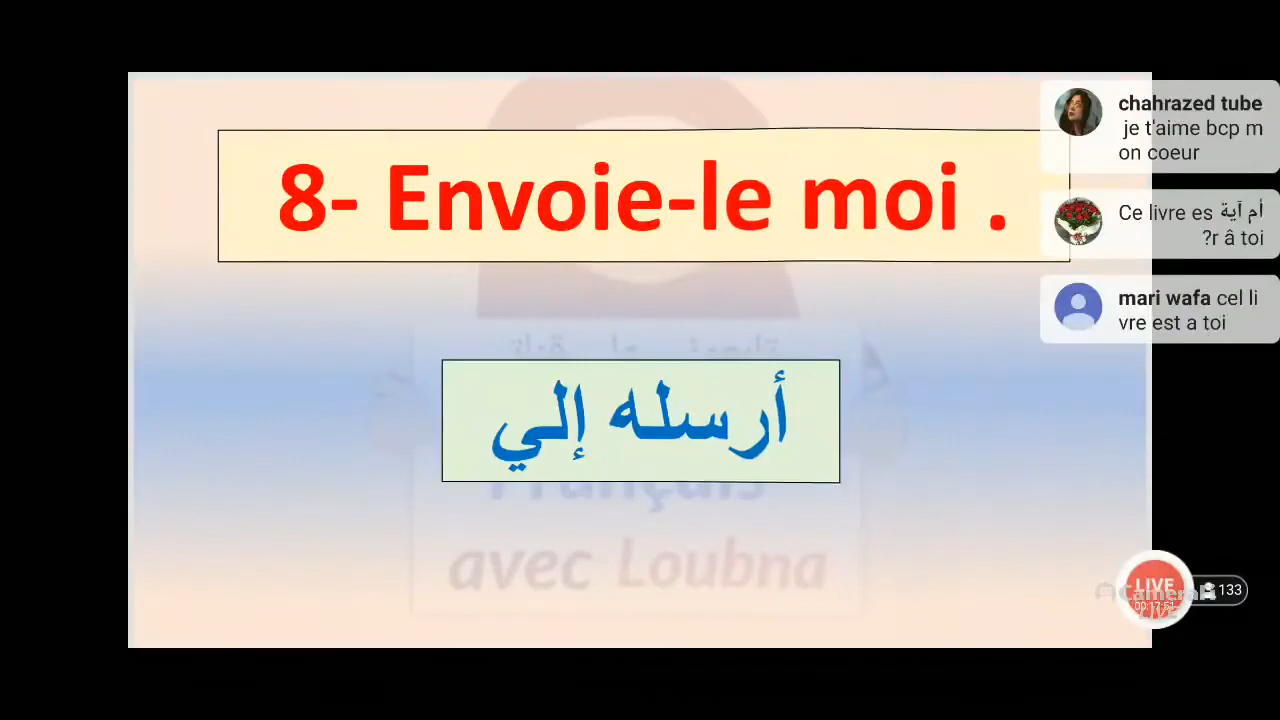 8- Envoie-le moi .
أرسله إلي
Français
avec Loubna
chahrazed tube
je t'aime bcp m
on coeur
أم آية Ce livre es
?r â toi
mari wafa cel li
vre est a toi
LIVE
133